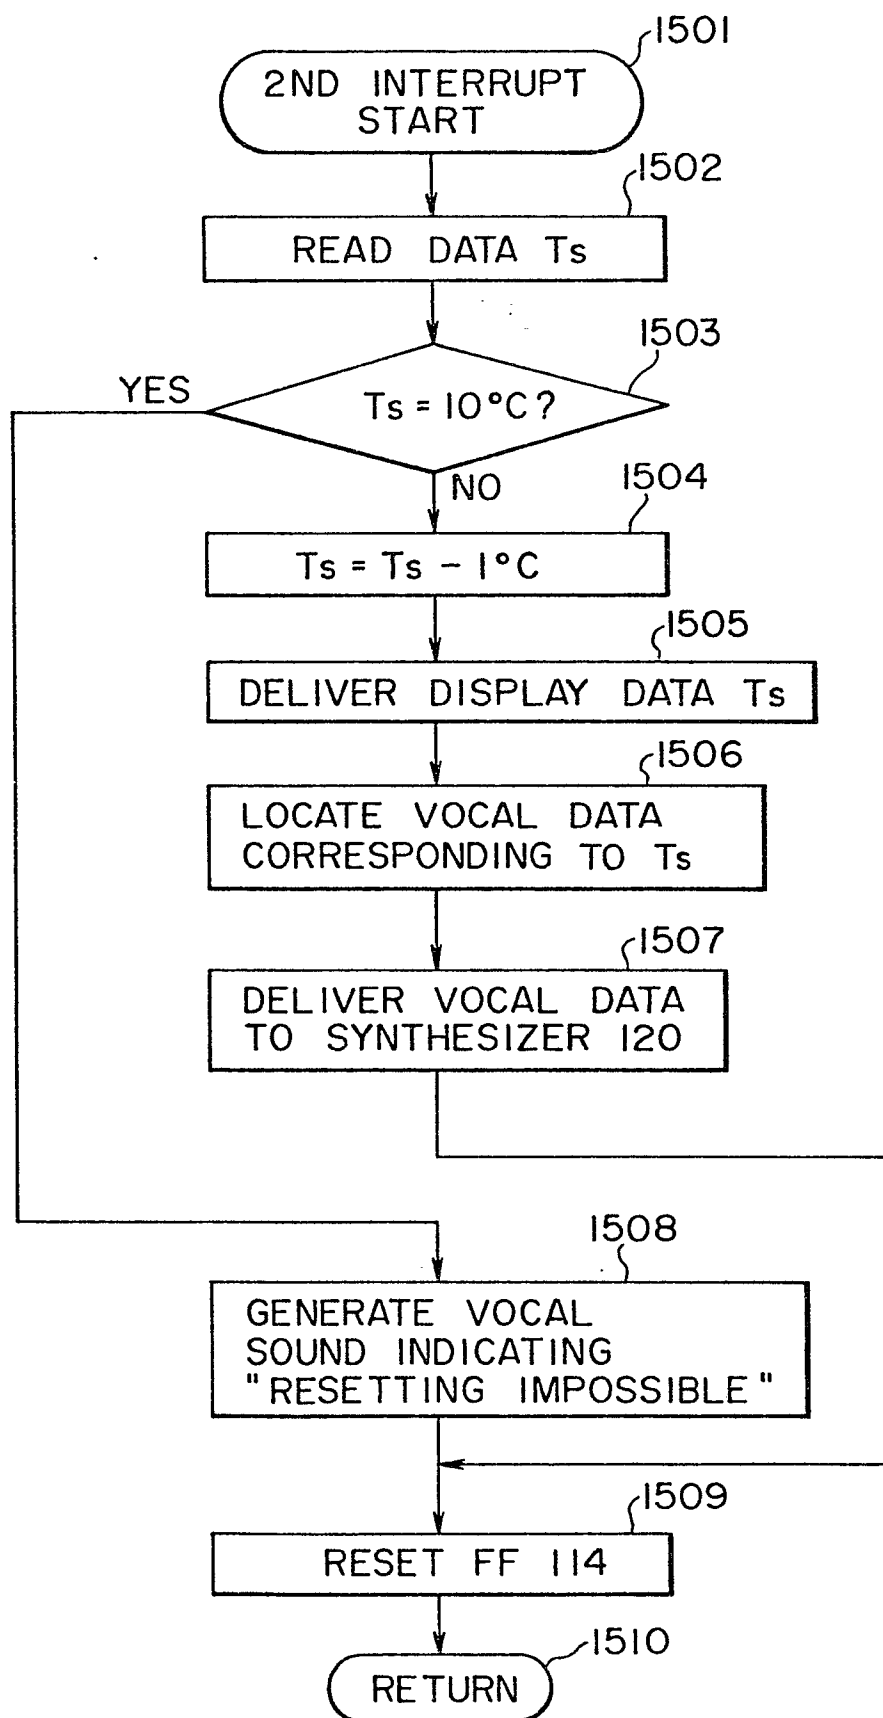 1501
2ND INTERRUPT
START
1502
READ DATA Ts
1503
YES
Ts = 10°C?
NO
1504
Ts = Ts - 1°C
1505
DELIVER DISPLAY DATA Ts
1506
LOCATE VOCAL DATA
CORRESPONDING TO Ts
1507
DELIVER VOCAL DATA
TO SYNTHESIZER 120
1508
GENERATE VOCAL
SOUND INDICATING
"RESETTING IMPOSSIBLE"
1509
RESET FF 114
1510
RETURN